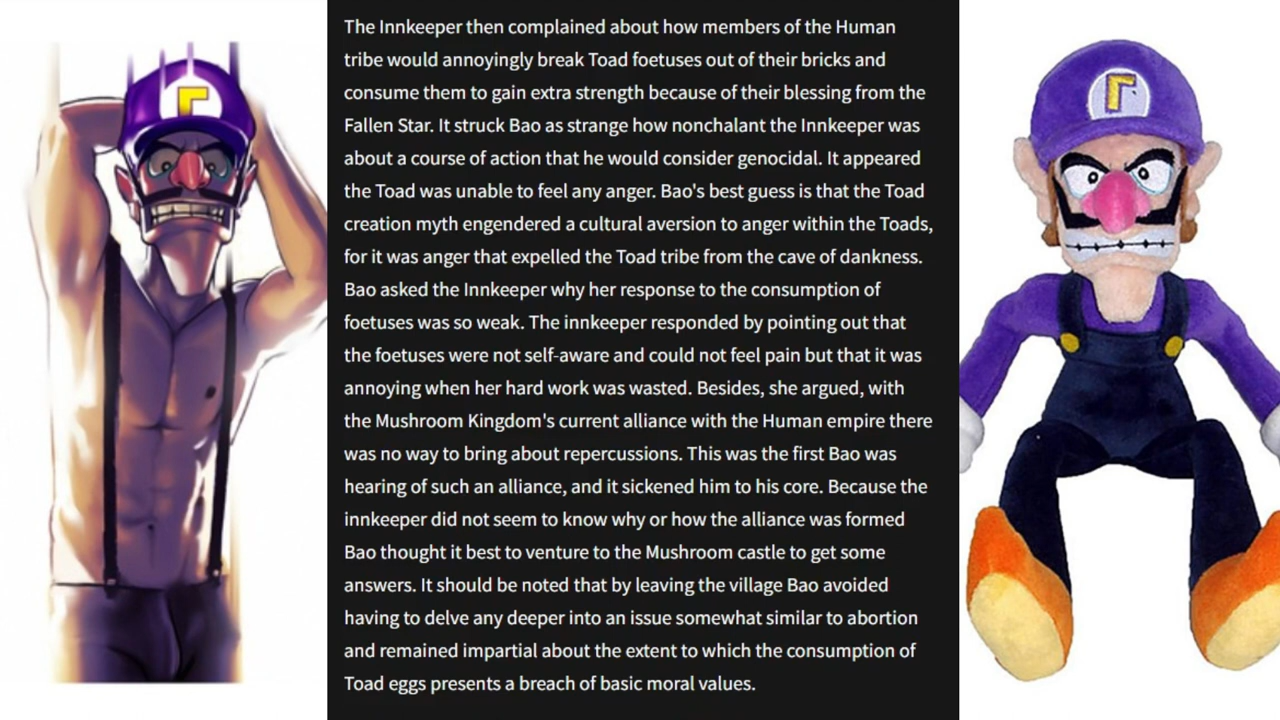 The Innkeeper then complained about how members of the Human
tribe would annoyingly break Toad foetuses out of their bricks and
consume them to gain extra strength because of their blessing from the
Fallen Star. It struck Bao as strange how nonchalant the Innkeeper was
about a course of action that he would consider genocidal. It appeared
the Toad was unable to feel any anger. Bao's best guess is that the Toad
creation myth engendered a cultural aversion to anger within the Toads,
for it was anger that expelled the Toad tribe from the cave of dankness.
Bao asked the Innkeeper why her response to the consumption of
foetuses was so weak. The innkeeper responded by pointing out that
the foetuses were not self-aware and could not feel pain but that it was
annoying when her hard work was wasted. Besides, she argued, with
the Mushroom Kingdom's current alliance with the Human empire there
was no way to bring about repercussions. This was the first Bao was
hearing of such an alliance, and it sickened him to his core. Because the
innkeeper did not seem to know why or how the alliance was formed
Bao thought it best to venture to the Mushroom castle to get some
answers. It should be noted that by leaving the village Bao avoided
having to delve any deeper into an issue somewhat similar to abortion
and remained impartial about the extent to which the consumption of
Toad eggs presents a breach of basic moral values.